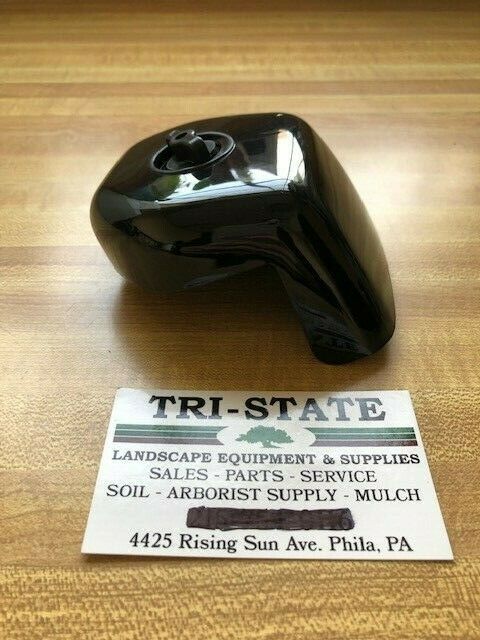 TRI-STATE
LANDSCAPE EQUIPMENT & SUPPLIES
SALES - PARTS - SERVICE
SOIL - ARBORIST SUPPLY - MULCH
4425 Rising Sun Ave. Phila, PA